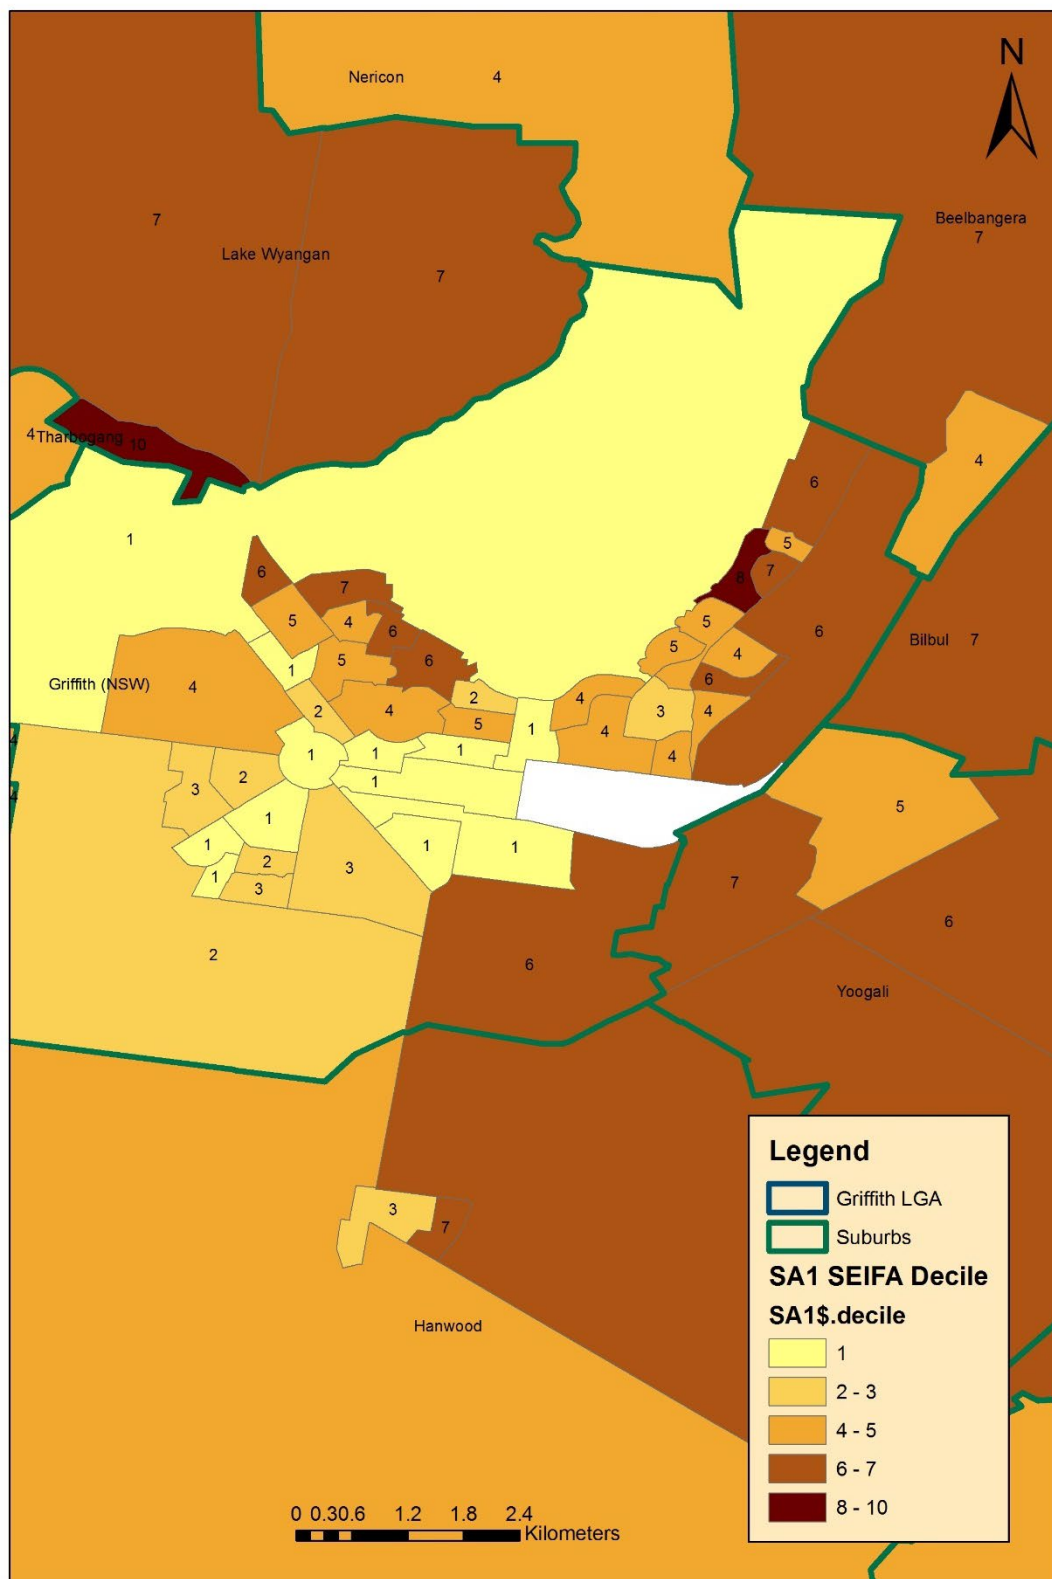 N
Nericon 4
Beelbangera
7
7
Lake Wyangan
7
4
Tharbogang
10
4
6
1
5
6
7
8
7
5
4
6
5
6
Bilbul 7
5
4
1
5
6
6
Griffith (NSW)
4
2
4
2
5
4
3
4
4
4
1
1
1
1
1
4
3
2
4
5
1
1
1
1
2
3
7
1
3
2
6
6
Yoogali
3
7
Hanwood
Legend
Griffith LGA
Suburbs
SA1 SEIFA Decile
SA1$.decile
1
2 - 3
4 - 5
6 - 7
8 - 10
0 0.30.6 1.2 1.8 2.4
Kilometers